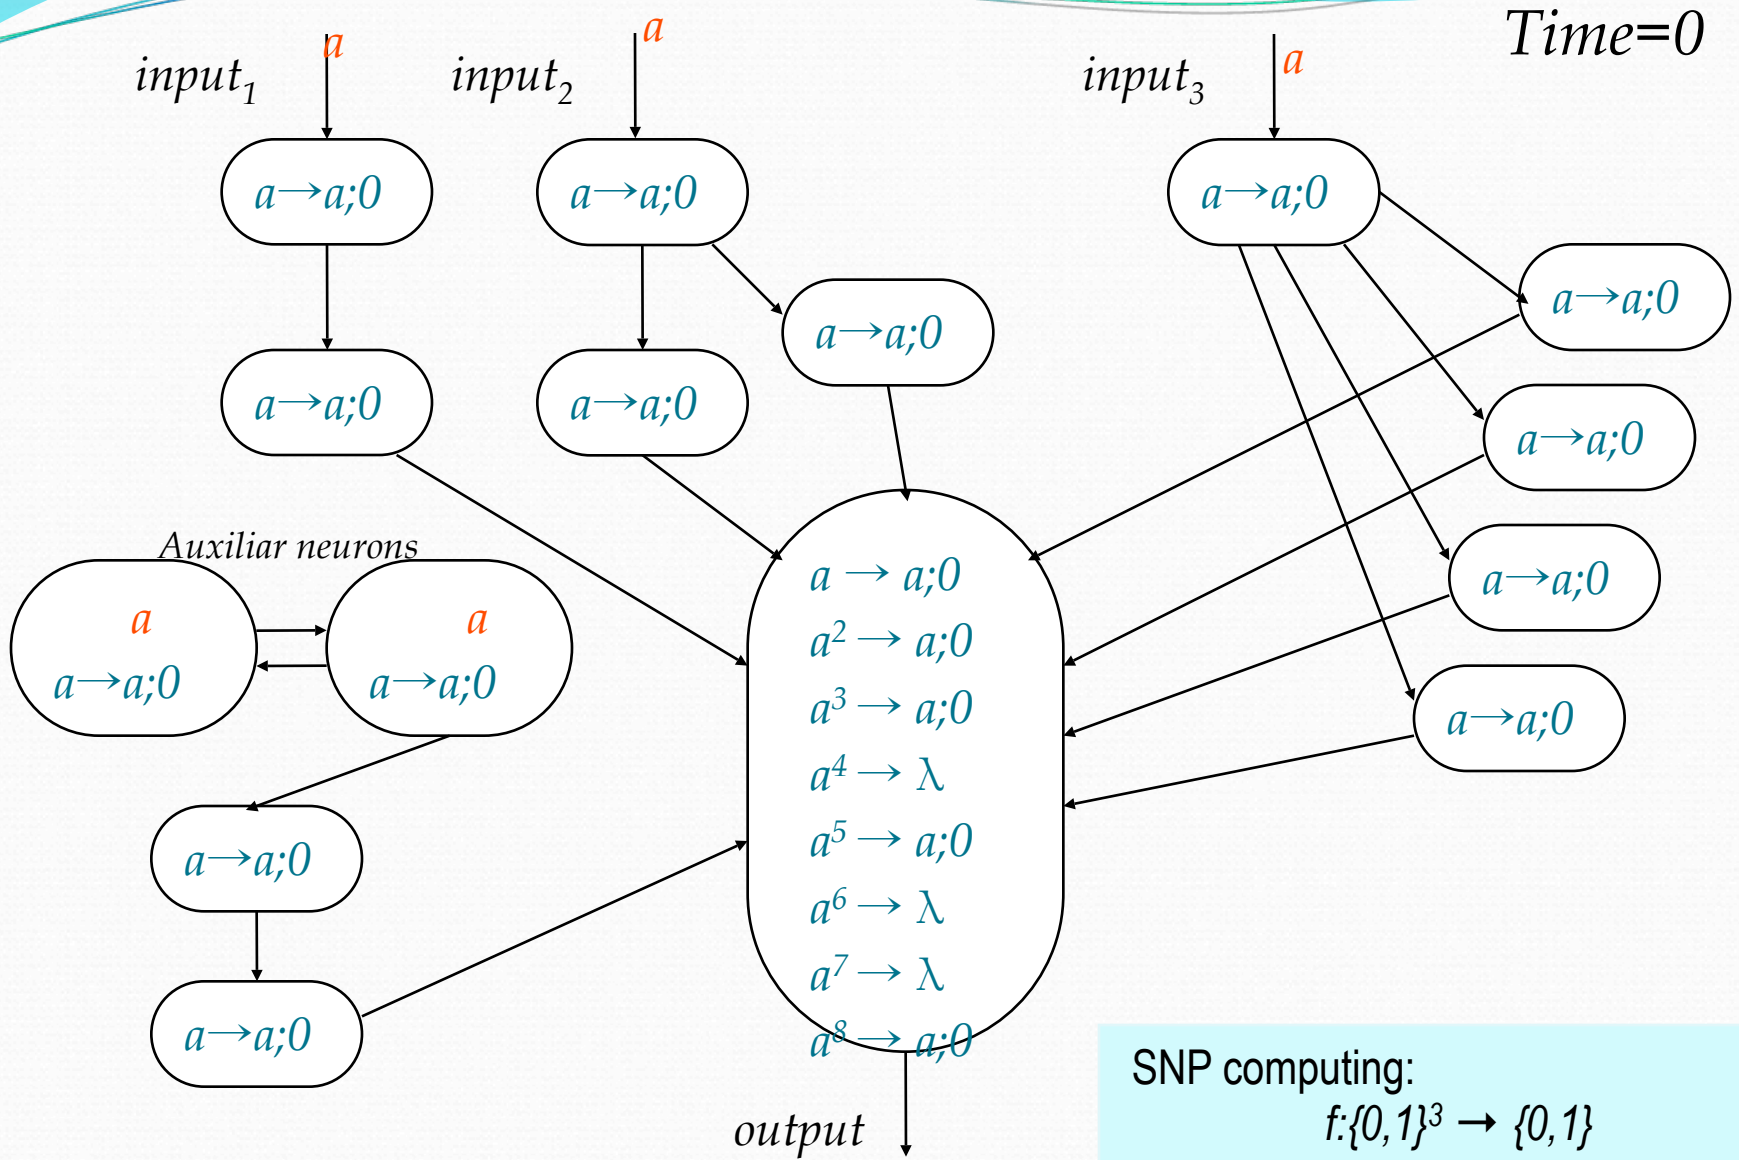 Time=0
a
a
a
input₁
input₂
input₃
a→a;0
a→a;0
a→a;0
a→a;0
a→a;0
a→a;0
a→a;0
a→a;0
a→a;0
Auxiliar neurons
a
a→a;0
a
a→a;0
a → a;0
a² → a;0
a³ → a;0
a⁴ → λ
a⁵ → a;0
a⁶ → λ
a⁷ → λ
a⁸ → a;0
a→a;0
a→a;0
a→a;0
a→a;0
output
SNP computing:
f:{0,1}³ → {0,1}